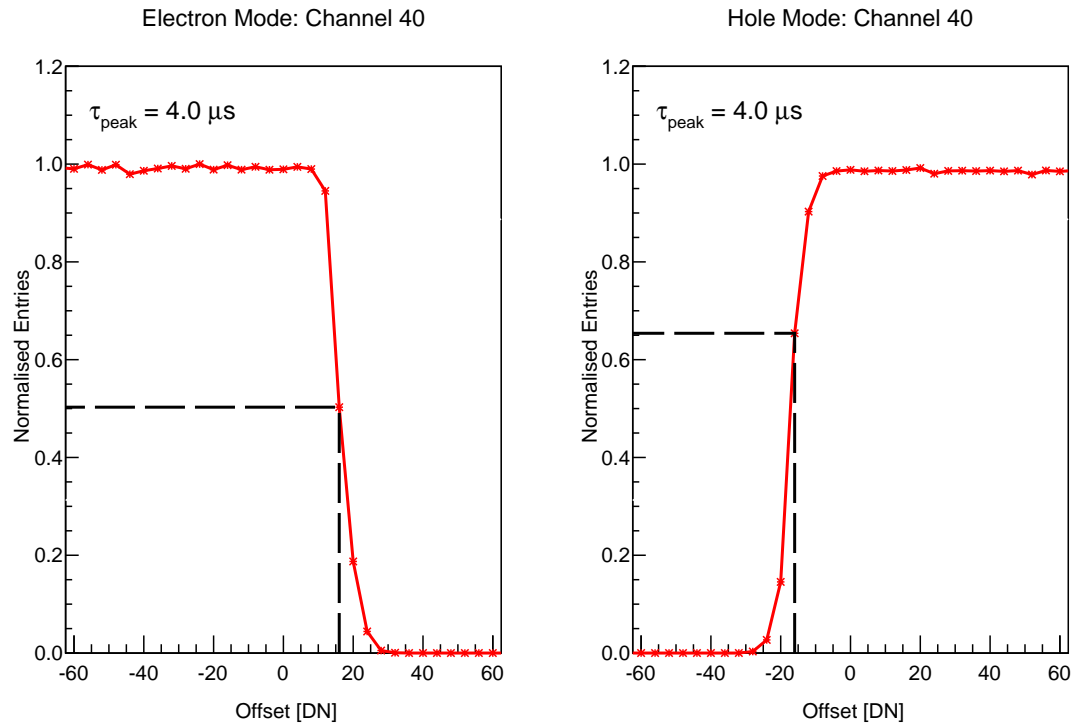 Electron Mode: Channel 40
1.2
1.0
0.8
0.6
0.4
0.2
0.0
Normalised Entries
τpeak = 4.0 μs
-60 -40 -20 0 20 40 60
Offset [DN]
Hole Mode: Channel 40
1.2
1.0
0.8
0.6
0.4
0.2
0.0
Normalised Entries
τpeak = 4.0 μs
-60 -40 -20 0 20 40 60
Offset [DN]